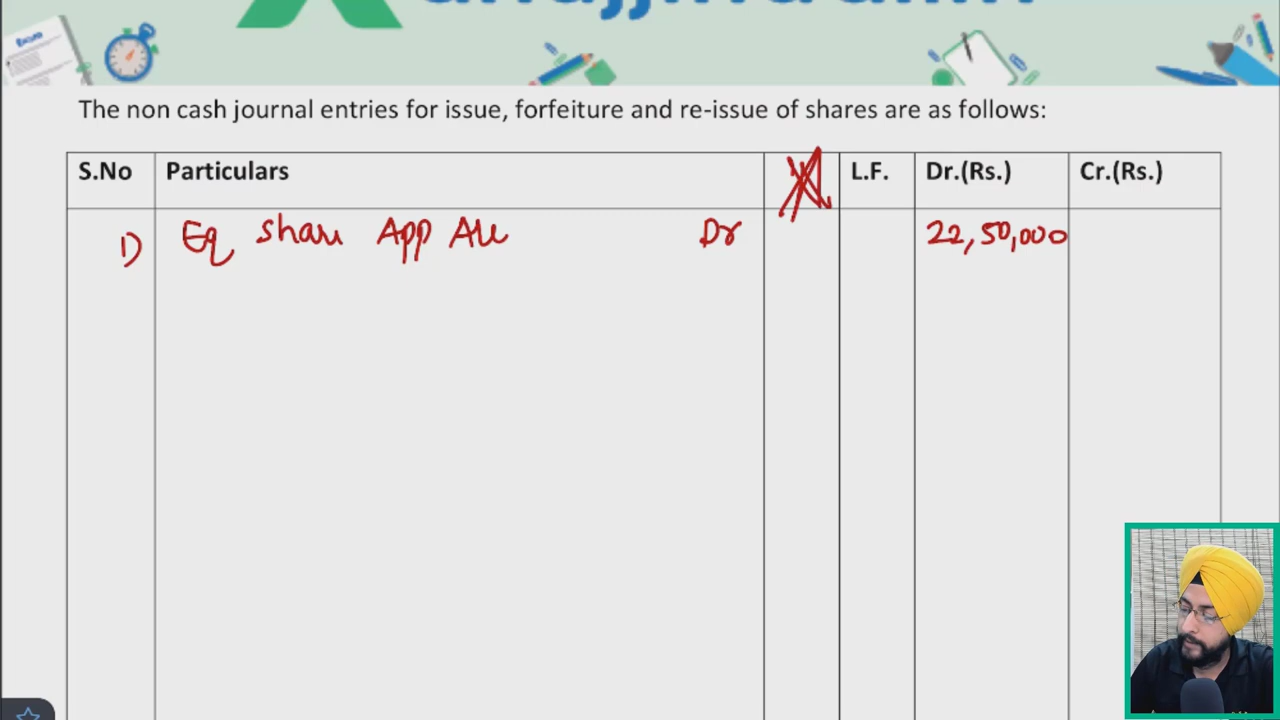 The non cash journal entries for issue, forfeiture and re-issue of shares are as follows:
S.No Particulars L.F. Dr.(Rs.) Cr.(Rs.)
1) Eq Share App A/c Dr 22,50,000